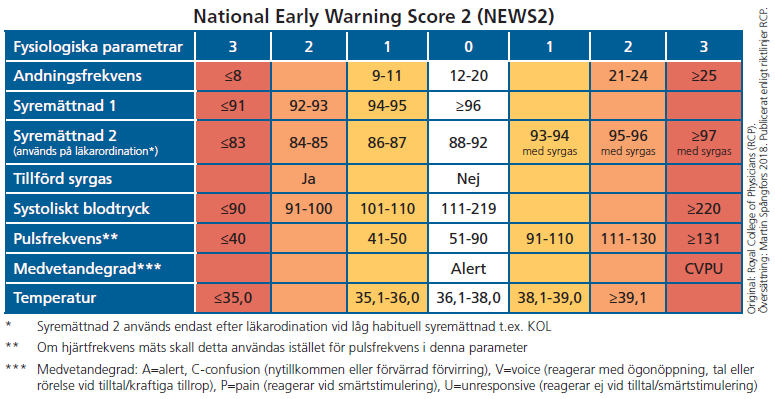 National Early Warning Score 2 (NEWS2)
Fysiologiska parametrar 3 2 1 0 1 2 3
Andningsfrekvens ≤8 9-11 12-20 21-24 ≥25
Syremättnad 1 ≤91 92-93 94-95 ≥96
Syremättnad 2 ≤83 84-85 86-87 88-92 93-94 95-96 ≥97
(används på läkarordination*) med syrgas med syrgas med syrgas
Tillförd syrgas Ja Nej
Systoliskt blodtryck ≤90 91-100 101-110 111-219 ≥220
Pulsfrekvens** ≤40 41-50 51-90 91-110 111-130 ≥131
Medvetandegrad*** Alert CVPU
Temperatur ≤35,0 35,1-36,0 36,1-38,0 38,1-39,0 ≥39,1
* Syremättnad 2 används endast efter läkarodination vid låg habituell syremättnad t.ex. KOL
** Om hjärtfrekvens mäts skall detta användas istället för pulsfrekvens i denna parameter
*** Medvetandegrad: A=alert, C-confusion (nytillkommen eller förvärrad förvirring), V=voice (reagerar med ögonöppning, tal eller
rörelse vid tilltal/kraftiga tillrop), P=pain (reagerar vid smärtstimulering), U=unresponsive (reagerar ej vid tilltal/smärtstimulering)
Original: Royal College of Physicians (RCP).
Översättning: Martin Spångfors 2018. Publicerat enligt riktlinjer RCP.